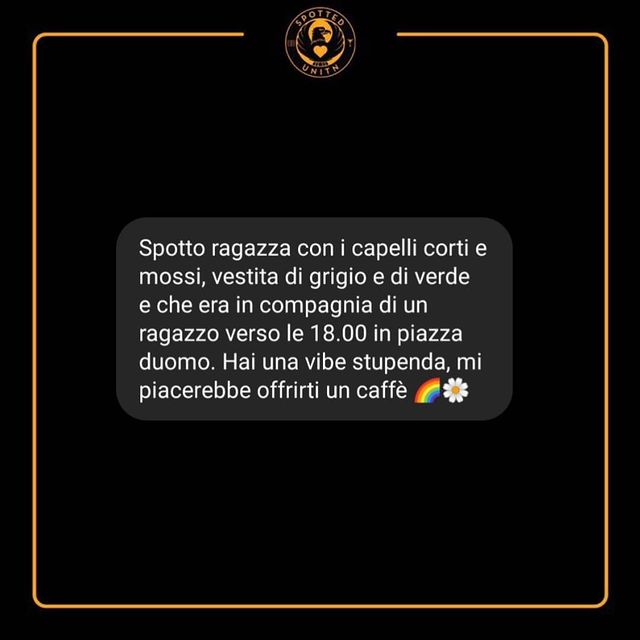 SPOTTED
UNITN
Spotto ragazza con i capelli corti e
mossi, vestita di grigio e di verde
e che era in compagnia di un
ragazzo verso le 18.00 in piazza
duomo. Hai una vibe stupenda, mi
piacerebbe offrirti un caffè 🌈🌼